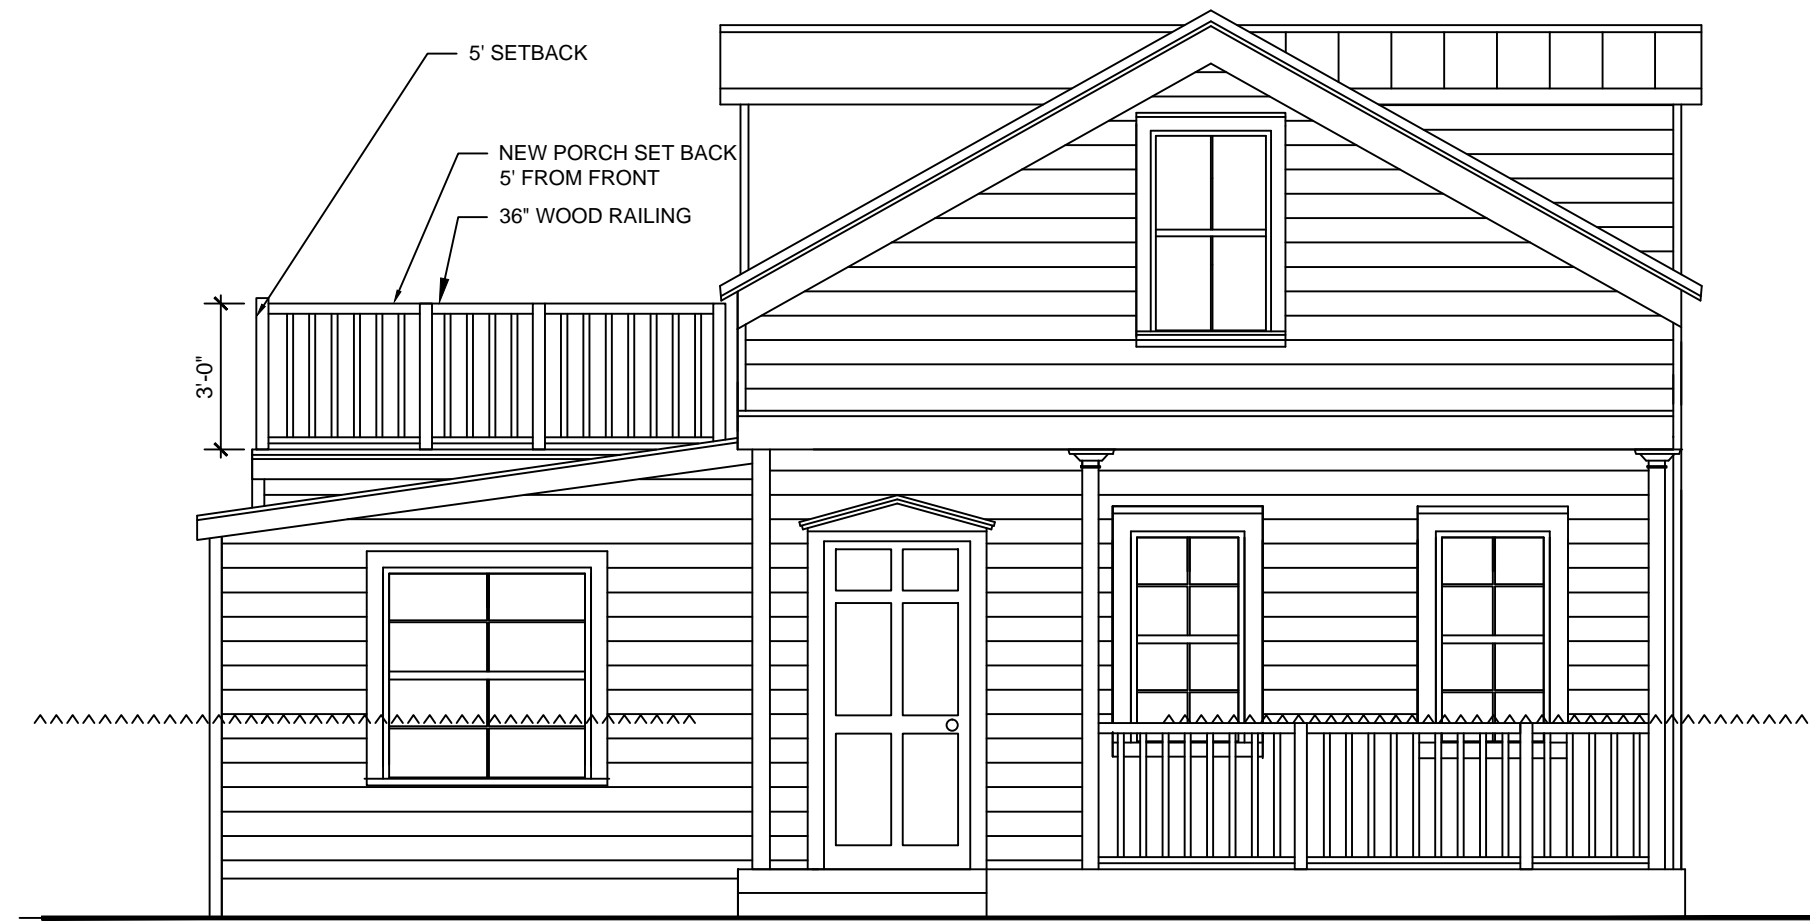 5' SETBACK
NEW PORCH SET BACK
5' FROM FRONT
36" WOOD RAILING
3'-0"